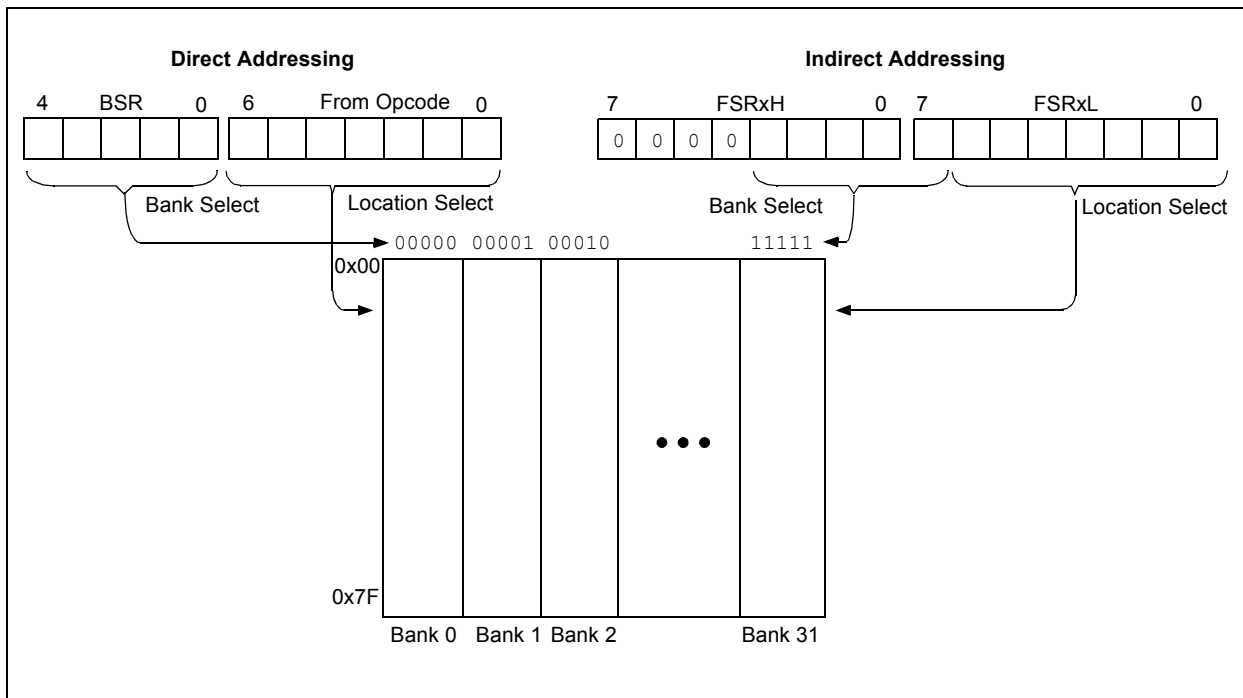 Direct Addressing
Indirect Addressing
4 BSR 0 6 From Opcode 0
7 FSRxH 0 7 FSRxL 0
0 0 0 0
Bank Select
Location Select
Bank Select
Location Select
00000 00001 00010 11111
0x00
0x7F
Bank 0 Bank 1 Bank 2 Bank 31